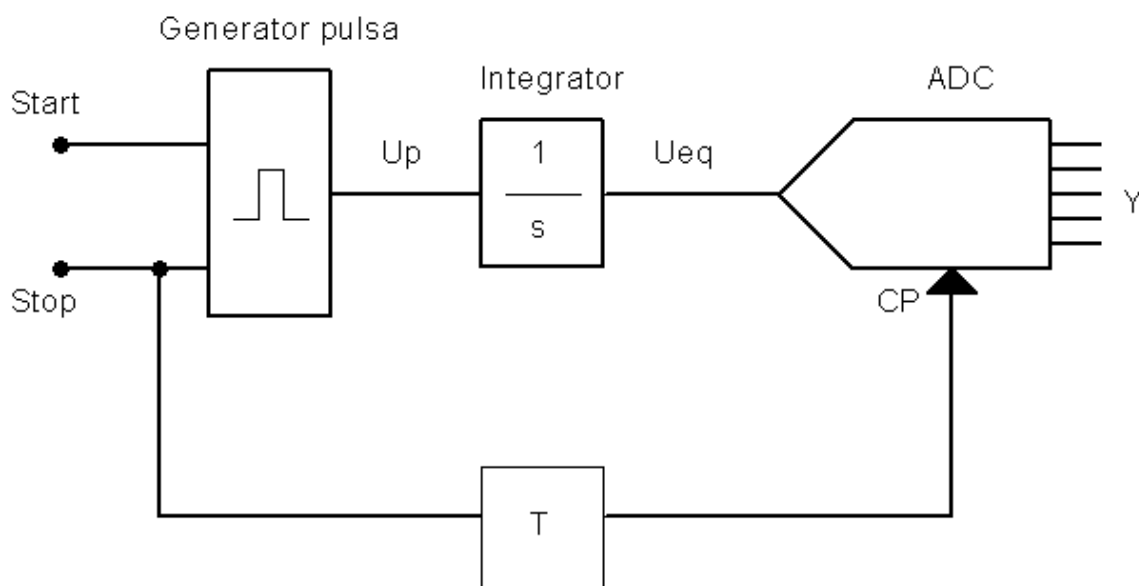 Generator pulsa
Integrator
ADC
Start
Up
1
s
Ueq
Y
Stop
CP
T